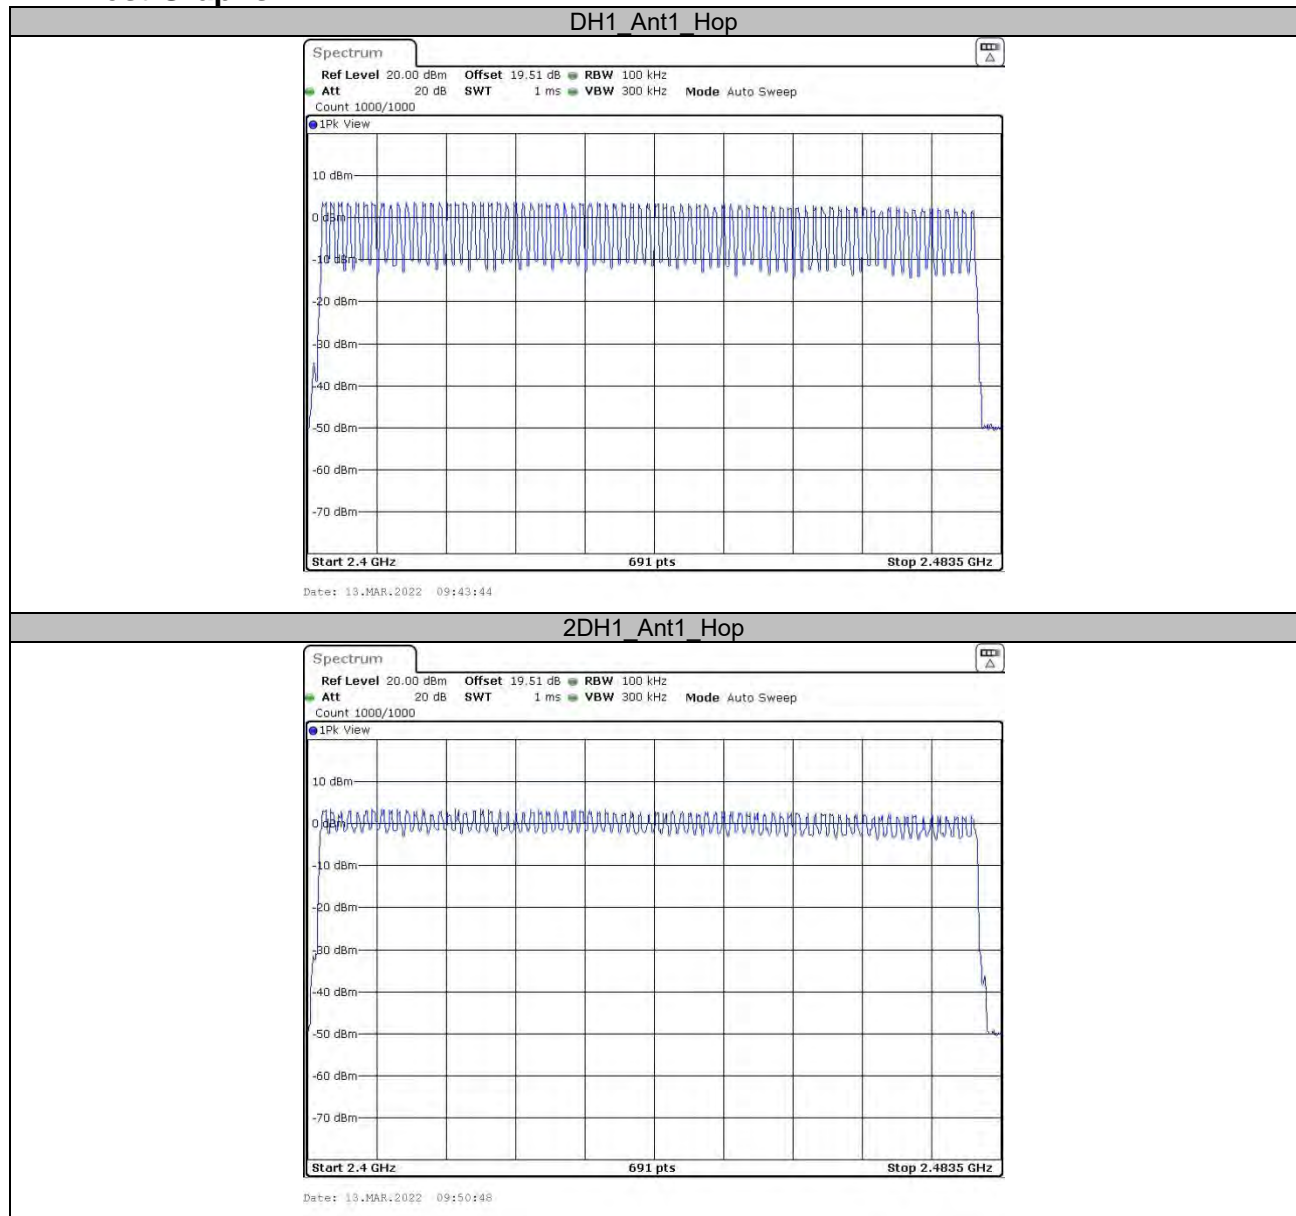 DH1_Ant1_Hop
Spectrum
Ref Level 20.00 dBm Offset 19.51 dB RBW 100 kHz
Att 20 dB SWT 1 ms VBW 300 kHz Mode Auto Sweep
Count 1000/1000
1Pk View
10 dBm
0 dBm
-10 dBm
-20 dBm
-30 dBm
-40 dBm
-50 dBm
-60 dBm
-70 dBm
Start 2.4 GHz 691 pts Stop 2.4835 GHz
Date: 13.MAR.2022 09:43:44
2DH1_Ant1_Hop
Spectrum
Ref Level 20.00 dBm Offset 19.51 dB RBW 100 kHz
Att 20 dB SWT 1 ms VBW 300 kHz Mode Auto Sweep
Count 1000/1000
1Pk View
10 dBm
0 dBm
-10 dBm
-20 dBm
-30 dBm
-40 dBm
-50 dBm
-60 dBm
-70 dBm
Start 2.4 GHz 691 pts Stop 2.4835 GHz
Date: 13.MAR.2022 09:50:48